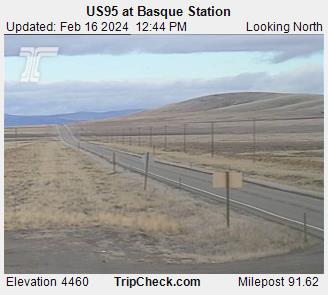 US95 at Basque Station
Updated: Feb 16 2024 12:44 PM Looking North
Elevation 4460 TripCheck.com Milepost 91.62